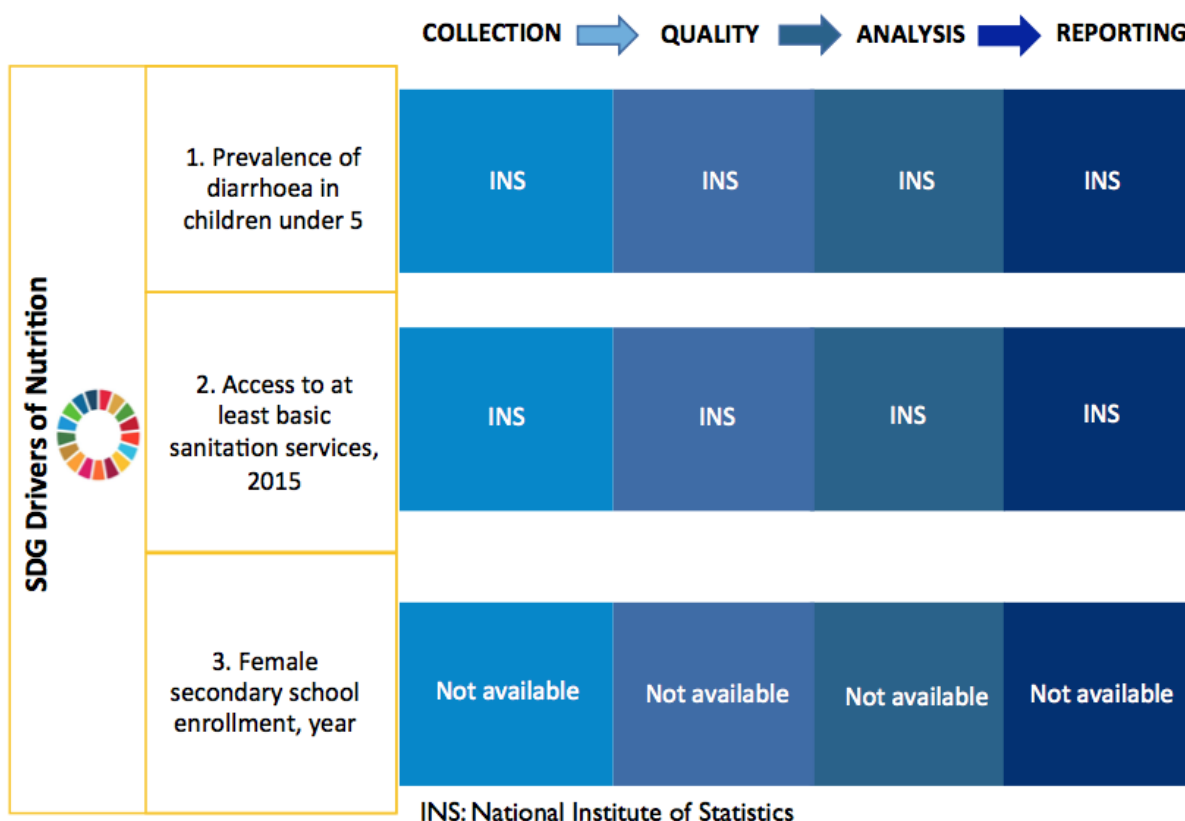 COLLECTION QUALITY ANALYSIS REPORTING
SDG Drivers of Nutrition
1. Prevalence of
diarrhoea in
children under 5
INS INS INS INS
2. Access to at
least basic
sanitation services,
2015
INS INS INS INS
3. Female
secondary school
enrollment, year
Not available Not available Not available Not available
INS: National Institute of Statistics